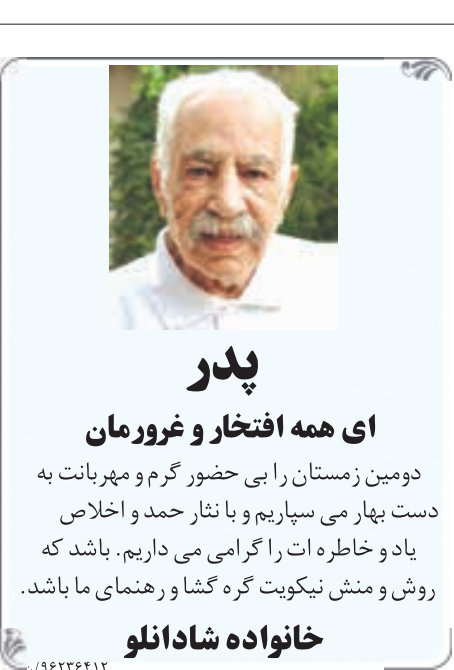 پدر
ای همه افتخار و غرورمان
دومین زمستان را بی حضور گرم و مهربانت به
دست بهار می سپاریم و با نثار حمد و اخلاص
یاد و خاطره ات را گرامی می داریم. باشد که
روش و منش نیکویت گره گشا و رهنمای ما باشد.
خانواده شادانلو
۹۶۲۳۶۴۱۲/